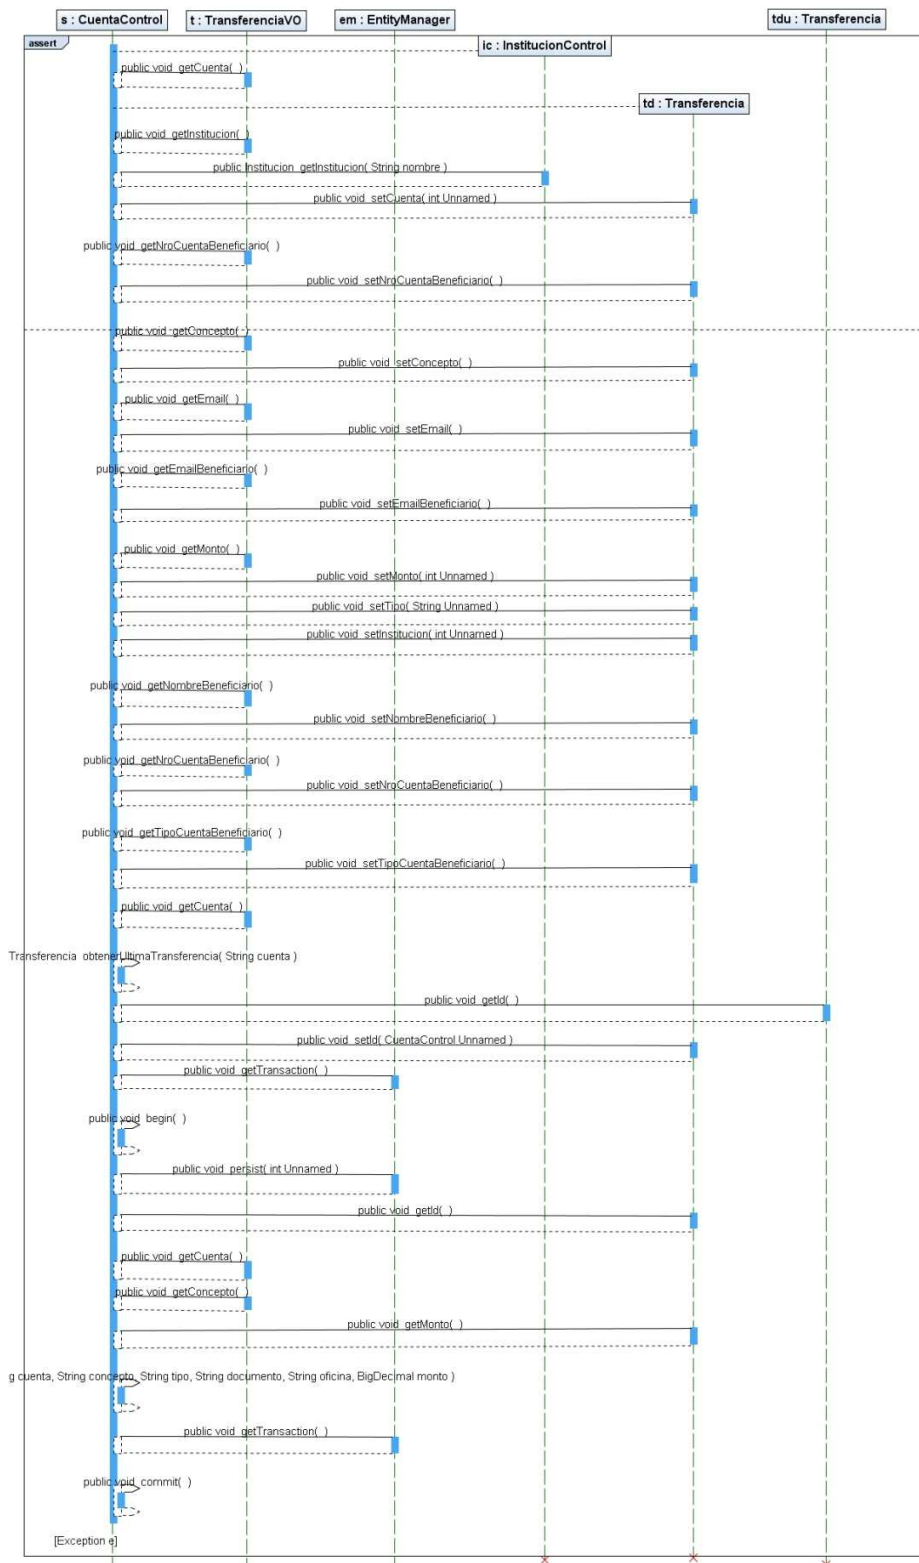 s : CuentaControl t : TransferenciaVO em : EntityManager tdu : Transferencia
assert
ic : InstitucionControl
public void getCuenta( )
td : Transferencia
public void getInstitucion( )
public Institucion getInstitucion( String nombre )
public void setCuenta( int Unnamed )
public void getNroCuentaBeneficiario( )
public void setNroCuentaBeneficiario( )
public void getConcepto( )
public void setConcepto( )
public void getEmail( )
public void setEmail( )
public void getEmailBeneficiario( )
public void setEmailBeneficiario( )
public void getMonto( )
public void setMonto( int Unnamed )
public void setTipo( String Unnamed )
public void setInstitucion( int Unnamed )
public void getNombreBeneficiario( )
public void setNombreBeneficiario( )
public void getNroCuentaBeneficiario( )
public void setNroCuentaBeneficiario( )
public void getTipoCuentaBeneficiario( )
public void setTipoCuentaBeneficiario( )
public void getCuenta( )
Transferencia obtenerUltimaTransferencia( String cuenta )
public void getId( )
public void setId( CuentaControl Unnamed )
public void getTransaction( )
public void begin( )
public void persist( int Unnamed )
public void getId( )
public void getCuenta( )
public void getConcepto( )
public void getMonto( )
g cuenta, String concepto, String tipo, String documento, String oficina, BigDecimal monto )
public void getTransaction( )
public void commit( )
[Exception e]